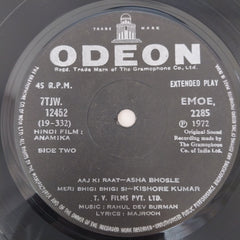 TRADE MARK
ODEON
Regd. Trade Mark of The Gramophone Co., Ltd.
45 R.P.M. EXTENDED PLAY
7TJW. 12452
(19-332)
HINDI FILM:
ANAMIKA
SIDE TWO
EMOE. 2285
℗ 1972
Original Sound
Recording made by
The Gramophone
Co. of India Ltd.
AAJ KI RAAT-ASHA BHOSLE
MERI BHIGI BHIGI SI-KISHORE KUMAR
T. V. FILMS PVT. LTD.
MUSIC: RAHUL DEV BURMAN
LYRICS: MAJROOH